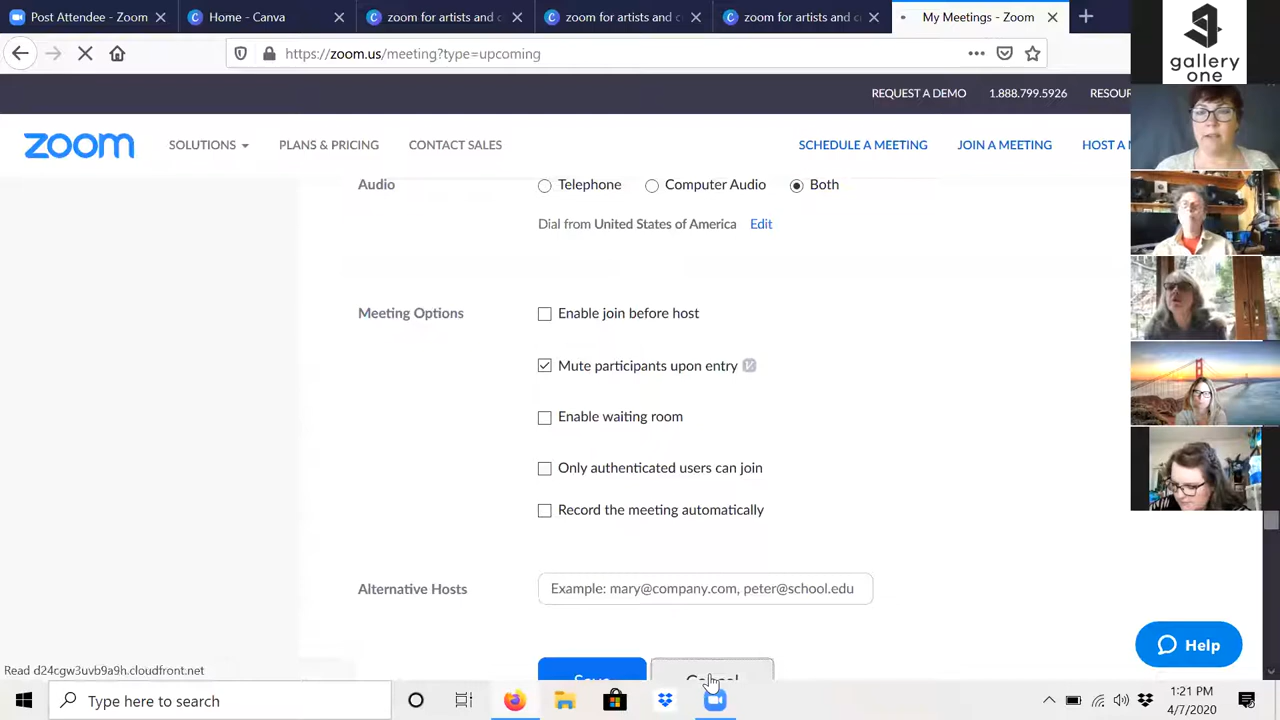 Post Attendee - Zoom
Home - Canva
zoom for artists and c
zoom for artists and c
zoom for artists and c
My Meetings - Zoom
https://zoom.us/meeting?type=upcoming
gallery
one
REQUEST A DEMO 1.888.799.5926 RESOUR
zoom SOLUTIONS PLANS & PRICING CONTACT SALES SCHEDULE A MEETING JOIN A MEETING HOST A M
Audio Telephone Computer Audio Both
Dial from United States of America Edit
Meeting Options Enable join before host
Mute participants upon entry
Enable waiting room
Only authenticated users can join
Record the meeting automatically
Alternative Hosts Example: mary@company.com, peter@school.edu
Help
Save Cancel
Read d24cgw3uvb9a9h.cloudfront.net
Type here to search
1:21 PM
4/7/2020